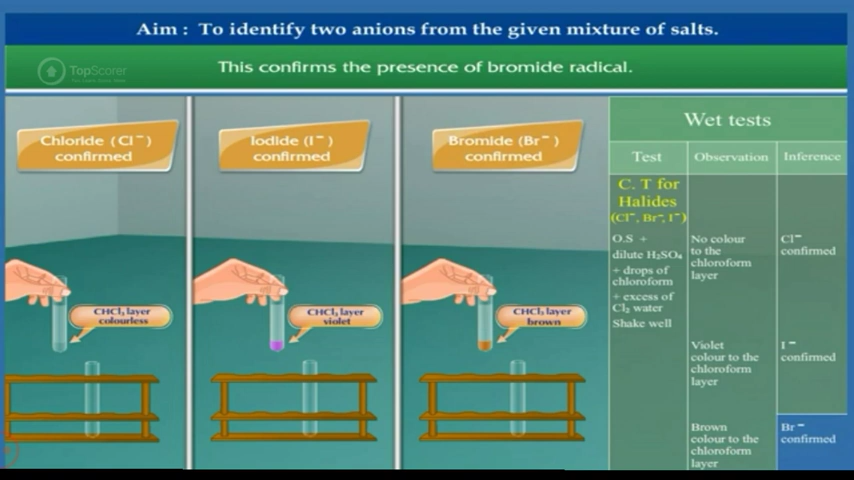 Aim : To identify two anions from the given mixture of salts.
TopScorer
This confirms the presence of bromide radical.
Chloride (Cl⁻)
confirmed
Iodide (I⁻)
confirmed
Bromide (Br⁻)
confirmed
CHCl₃ layer
colourless
CHCl₃ layer
violet
CHCl₃ layer
brown
Wet tests
Test
Observation
Inference
C. T for
Halides
(Cl⁻, Br⁻, I⁻)
O.S +
dilute H₂SO₄
+ drops of
chloroform
+ excess of
Cl₂ water
Shake well
No colour
to the
chloroform
layer
Cl⁻
confirmed
Violet
colour to the
chloroform
layer
I⁻
confirmed
Brown
colour to the
chloroform
layer
Br⁻
confirmed